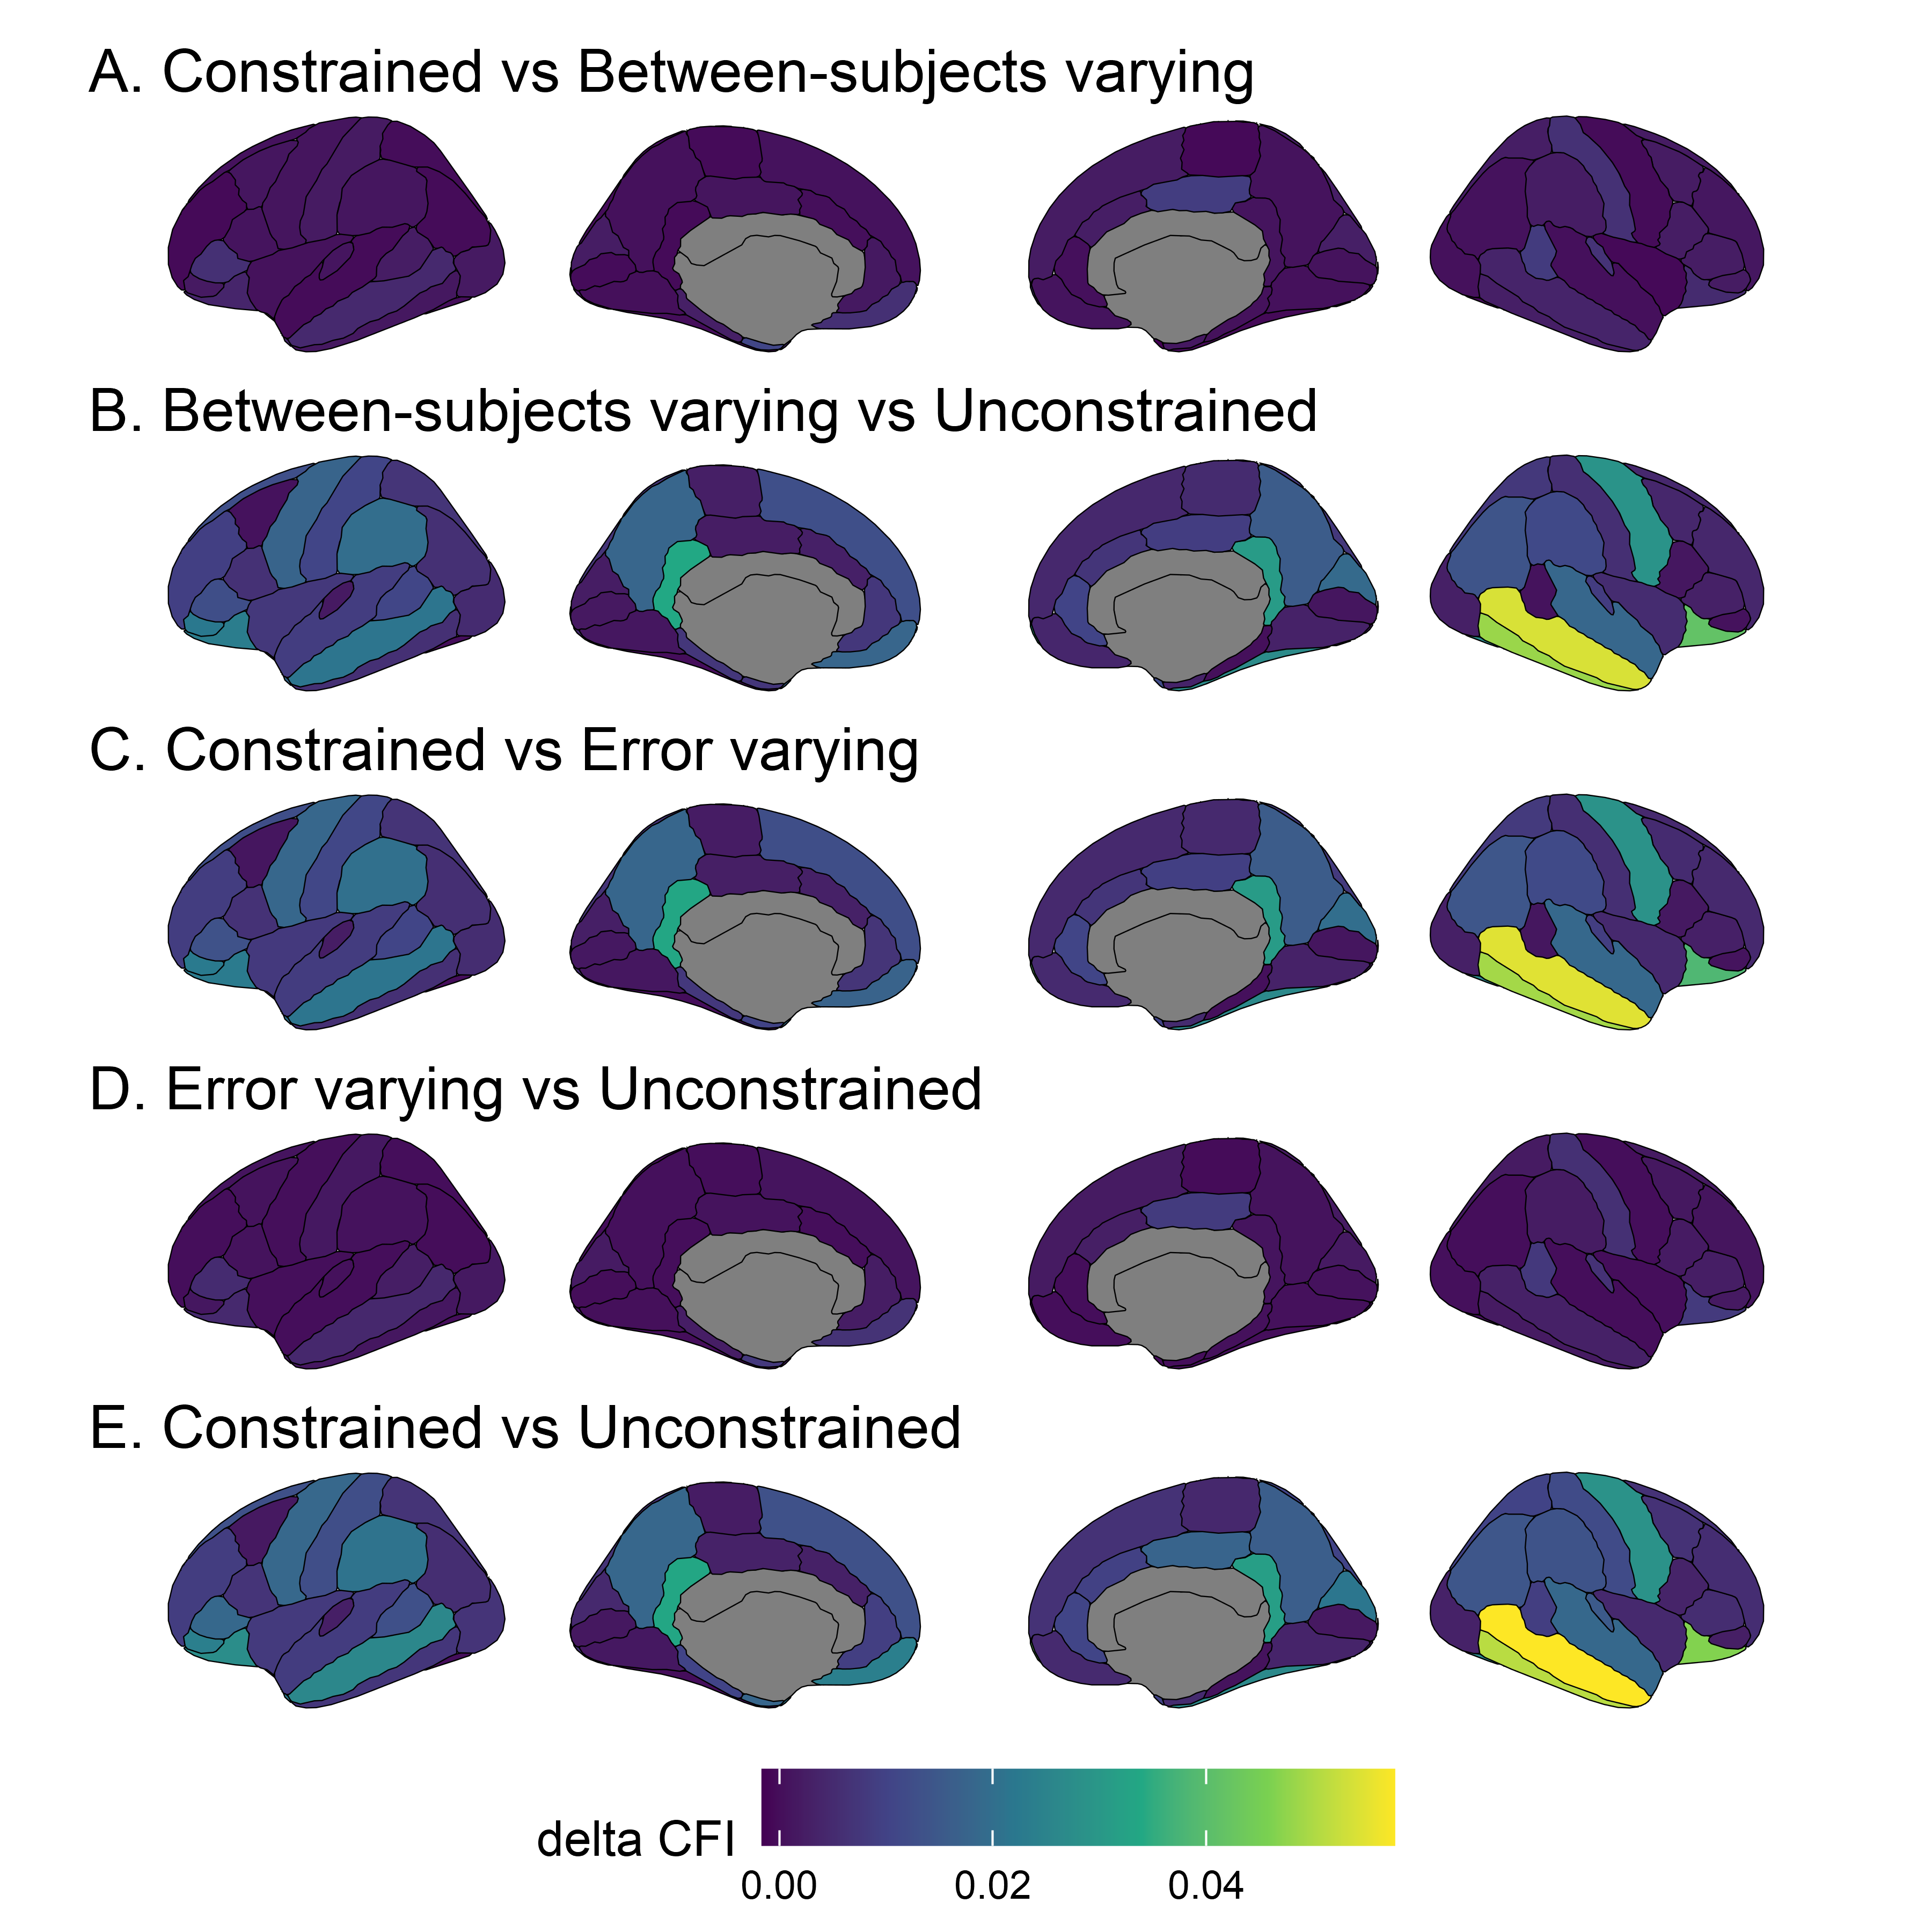 A. Constrained vs Between-subjects varying
B. Between-subjects varying vs Unconstrained
C. Constrained vs Error varying
D. Error varying vs Unconstrained
E. Constrained vs Unconstrained
delta CFI
0.00 0.02 0.04